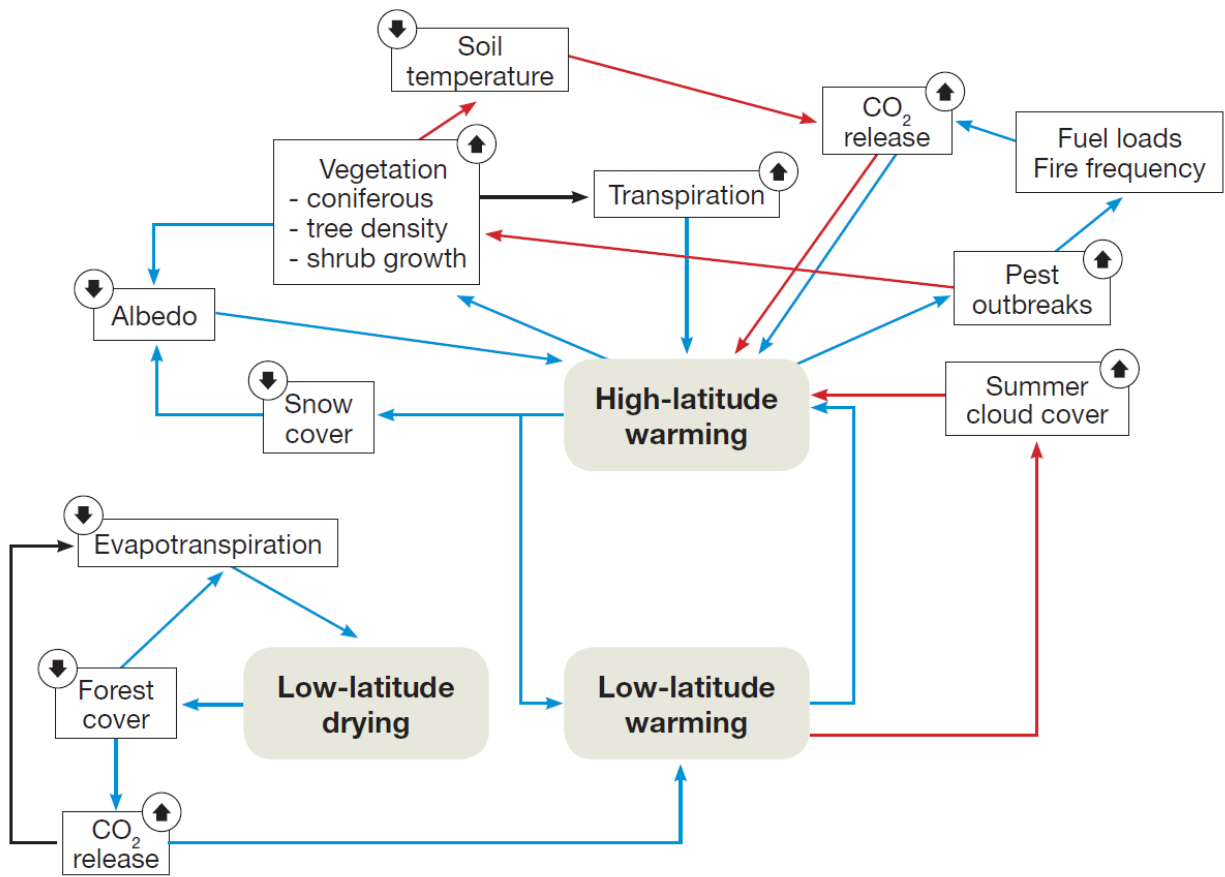 Soil
temperature
CO₂
release
Fuel loads
Fire frequency
Vegetation
- coniferous
- tree density
- shrub growth
Transpiration
Pest
outbreaks
Albedo
Snow
cover
High-latitude
warming
Summer
cloud cover
Evapotranspiration
Forest
cover
Low-latitude
drying
Low-latitude
warming
CO₂
release